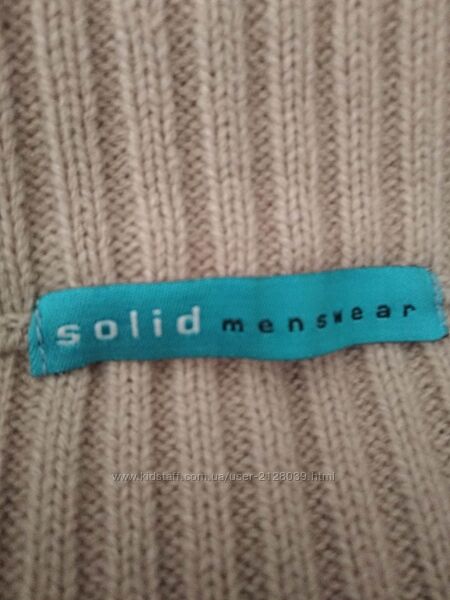 solid menswear
www.kidstaff.com.ua/user-2128039.html